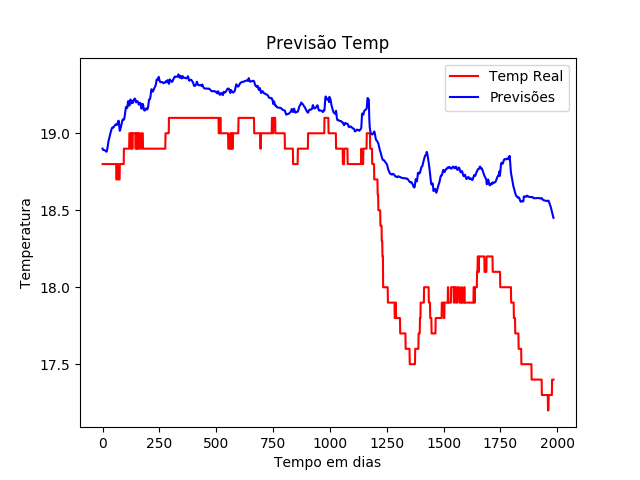 Previsão Temp
Temp Real
Previsões
19.0
18.5
18.0
17.5
Temperatura
0
250
500
750
1000
1250
1500
1750
2000
Tempo em dias